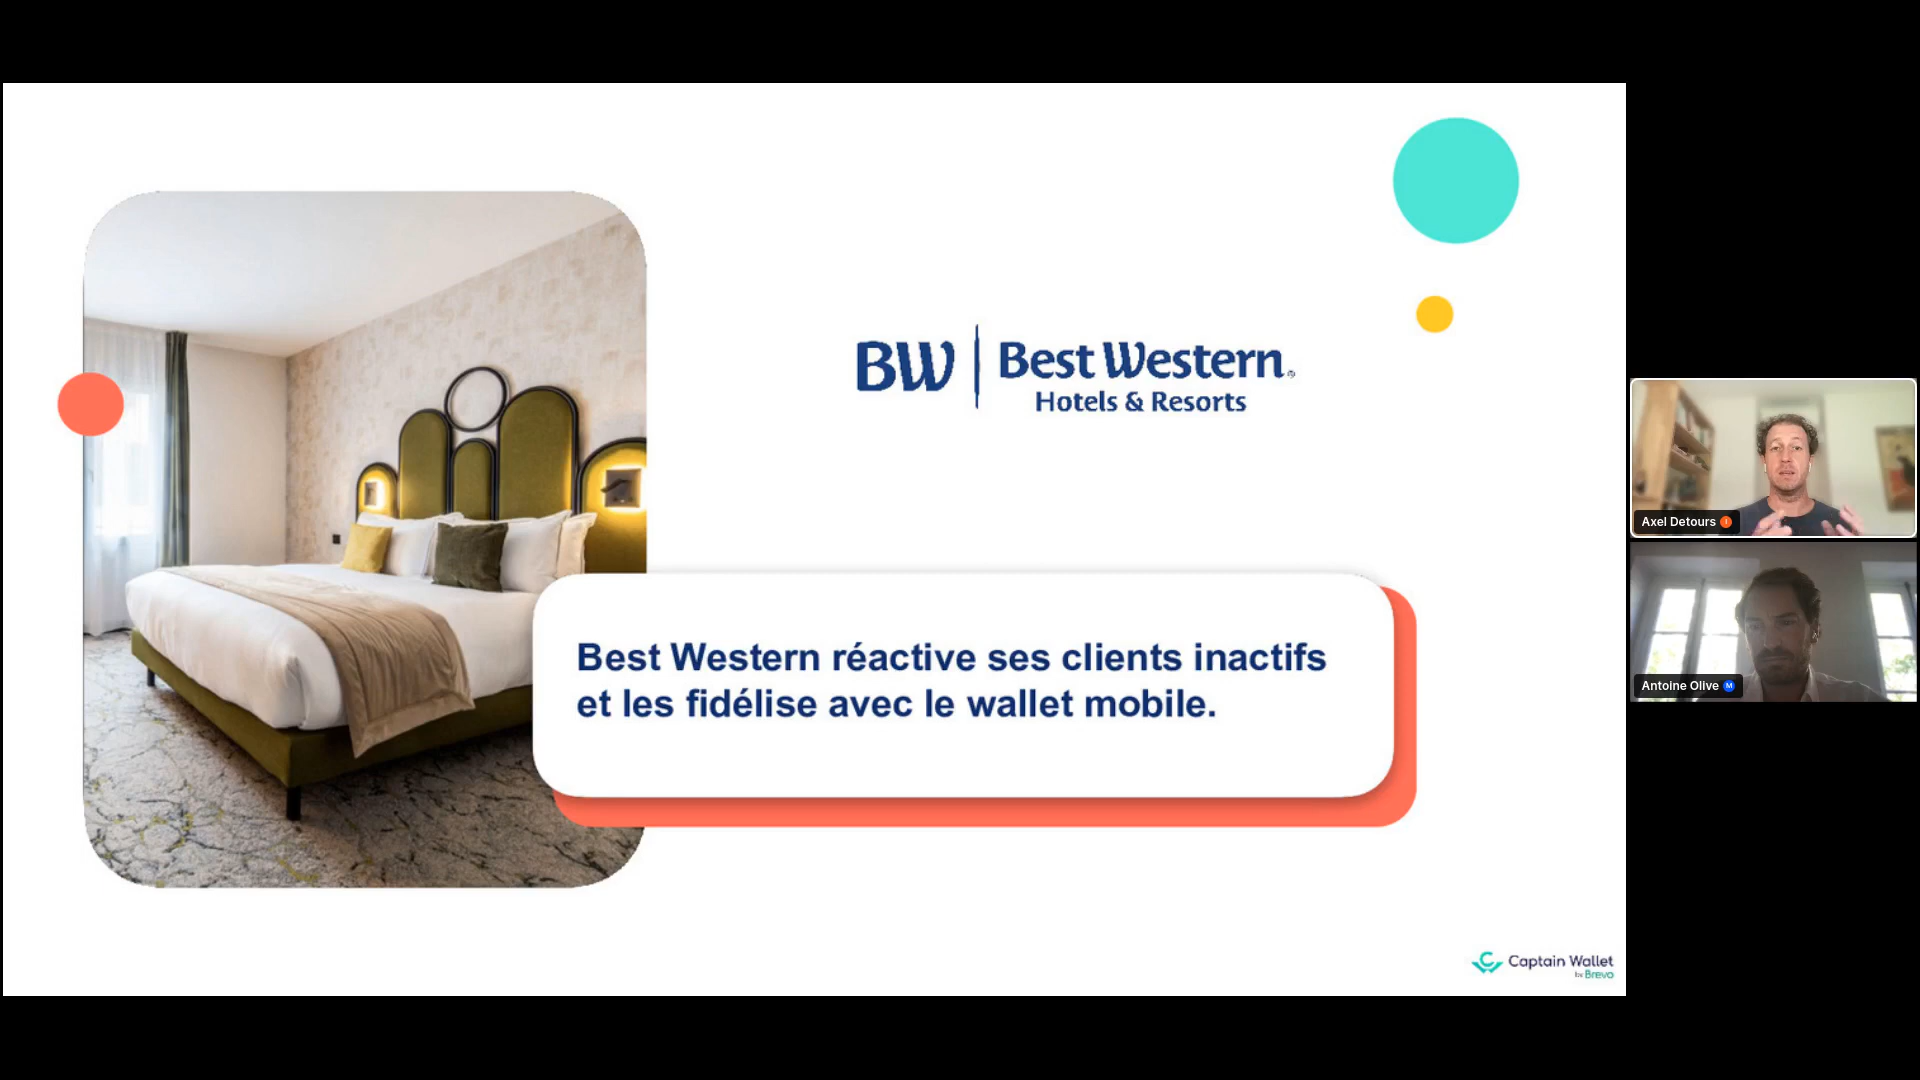 BW Best Western®
Hotels & Resorts
Best Western réactive ses clients inactifs
et les fidélise avec le wallet mobile.
Axel Detours
Antoine Olive M
Captain Wallet
by Brevo